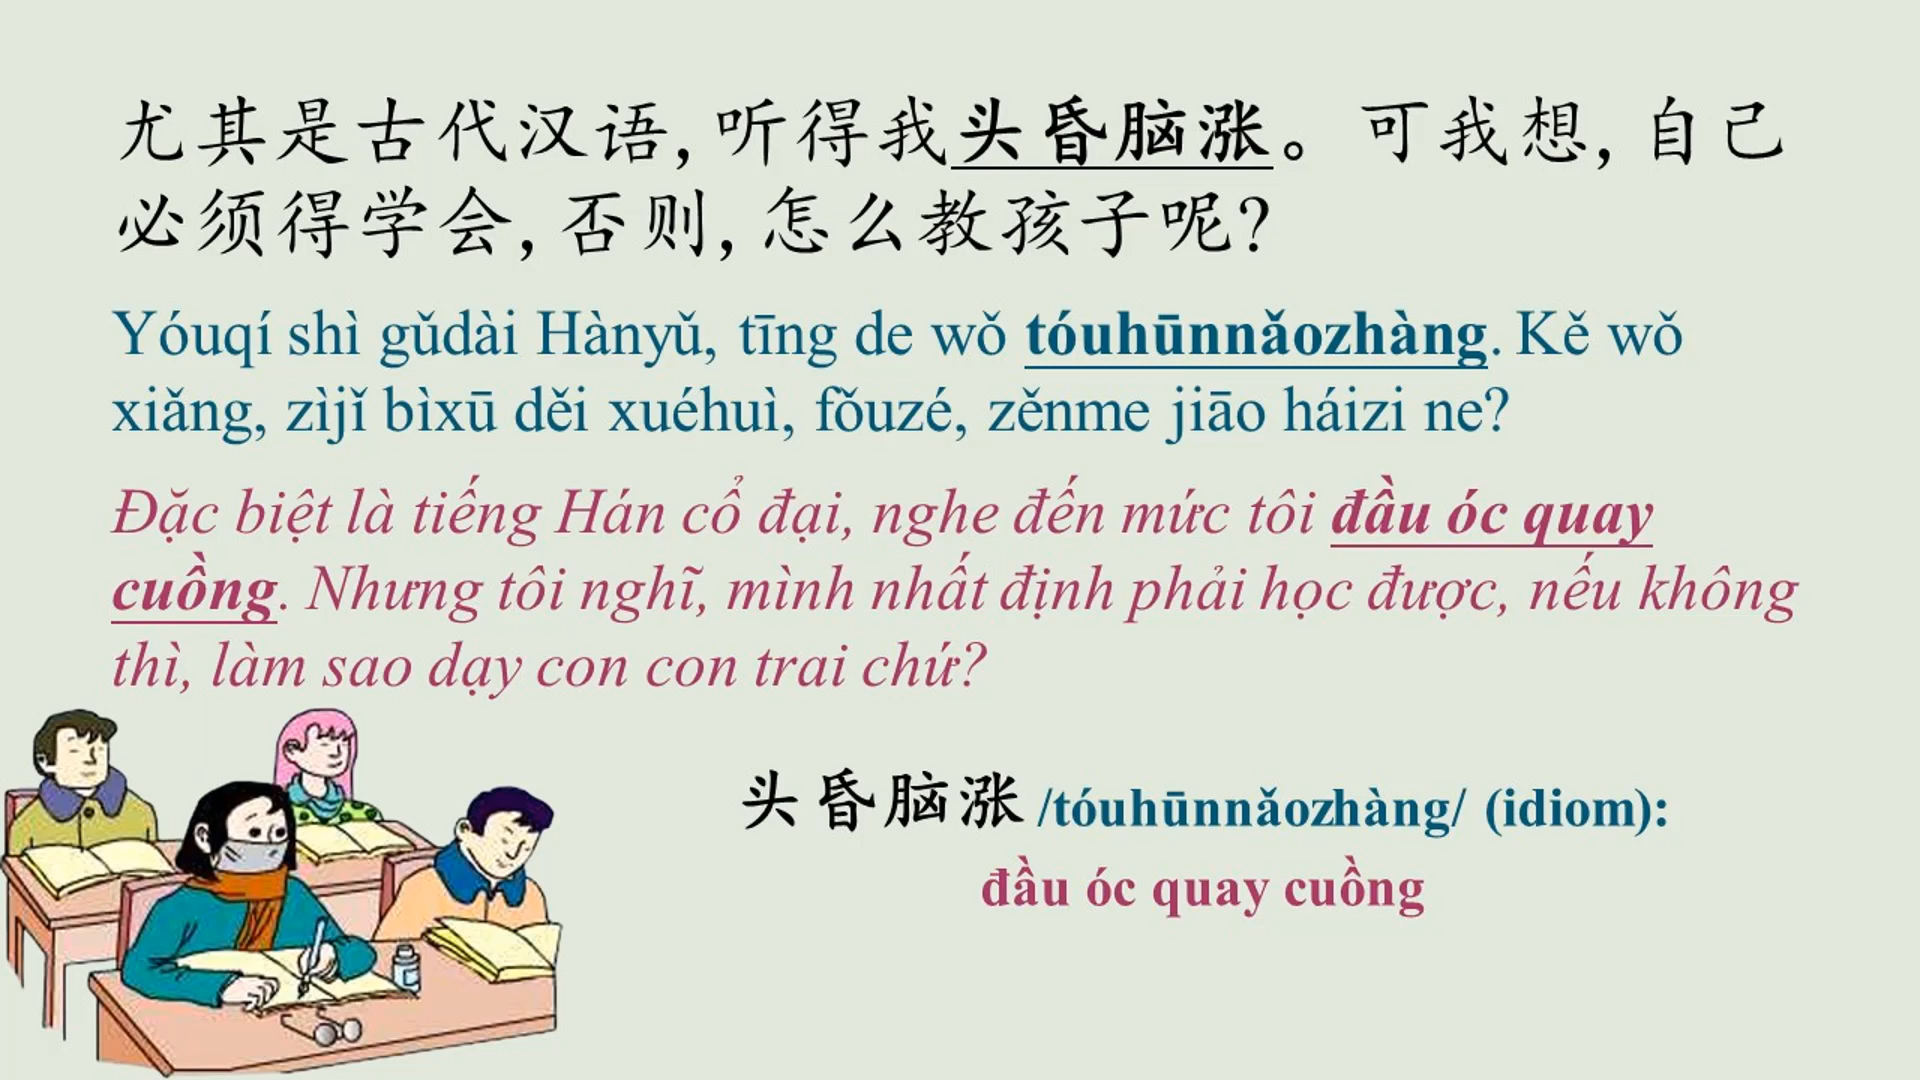 尤其是古代汉语, 听得我头昏脑涨。可我想, 自己
必须得学会, 否则, 怎么教孩子呢?
Yóuqí shì gǔdài Hànyǔ, tīng de wǒ tóuhūnnǎozhàng. Kě wǒ
xiǎng, zìjǐ bìxū děi xuéhuì, fǒuzé, zěnme jiāo háizi ne?
Đặc biệt là tiếng Hán cổ đại, nghe đến mức tôi đầu óc quay
cuồng. Nhưng tôi nghĩ, mình nhất định phải học được, nếu không
thì, làm sao dạy con con trai chứ?
头昏脑涨 /tóuhūnnǎozhàng/ (idiom):
đầu óc quay cuồng